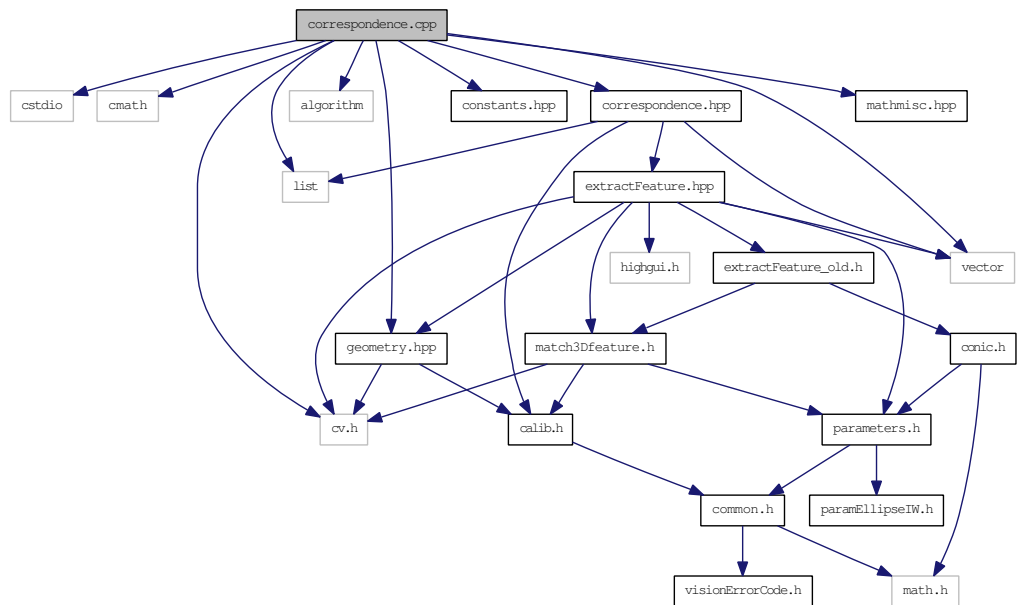 correspondence.cpp
cstdio
cmath
algorithm
constants.hpp
correspondence.hpp
mathmisc.hpp
list
extractFeature.hpp
highgui.h
extractFeature_old.h
vector
geometry.hpp
match3Dfeature.h
conic.h
cv.h
calib.h
parameters.h
common.h
paramEllipseIW.h
visionErrorCode.h
math.h